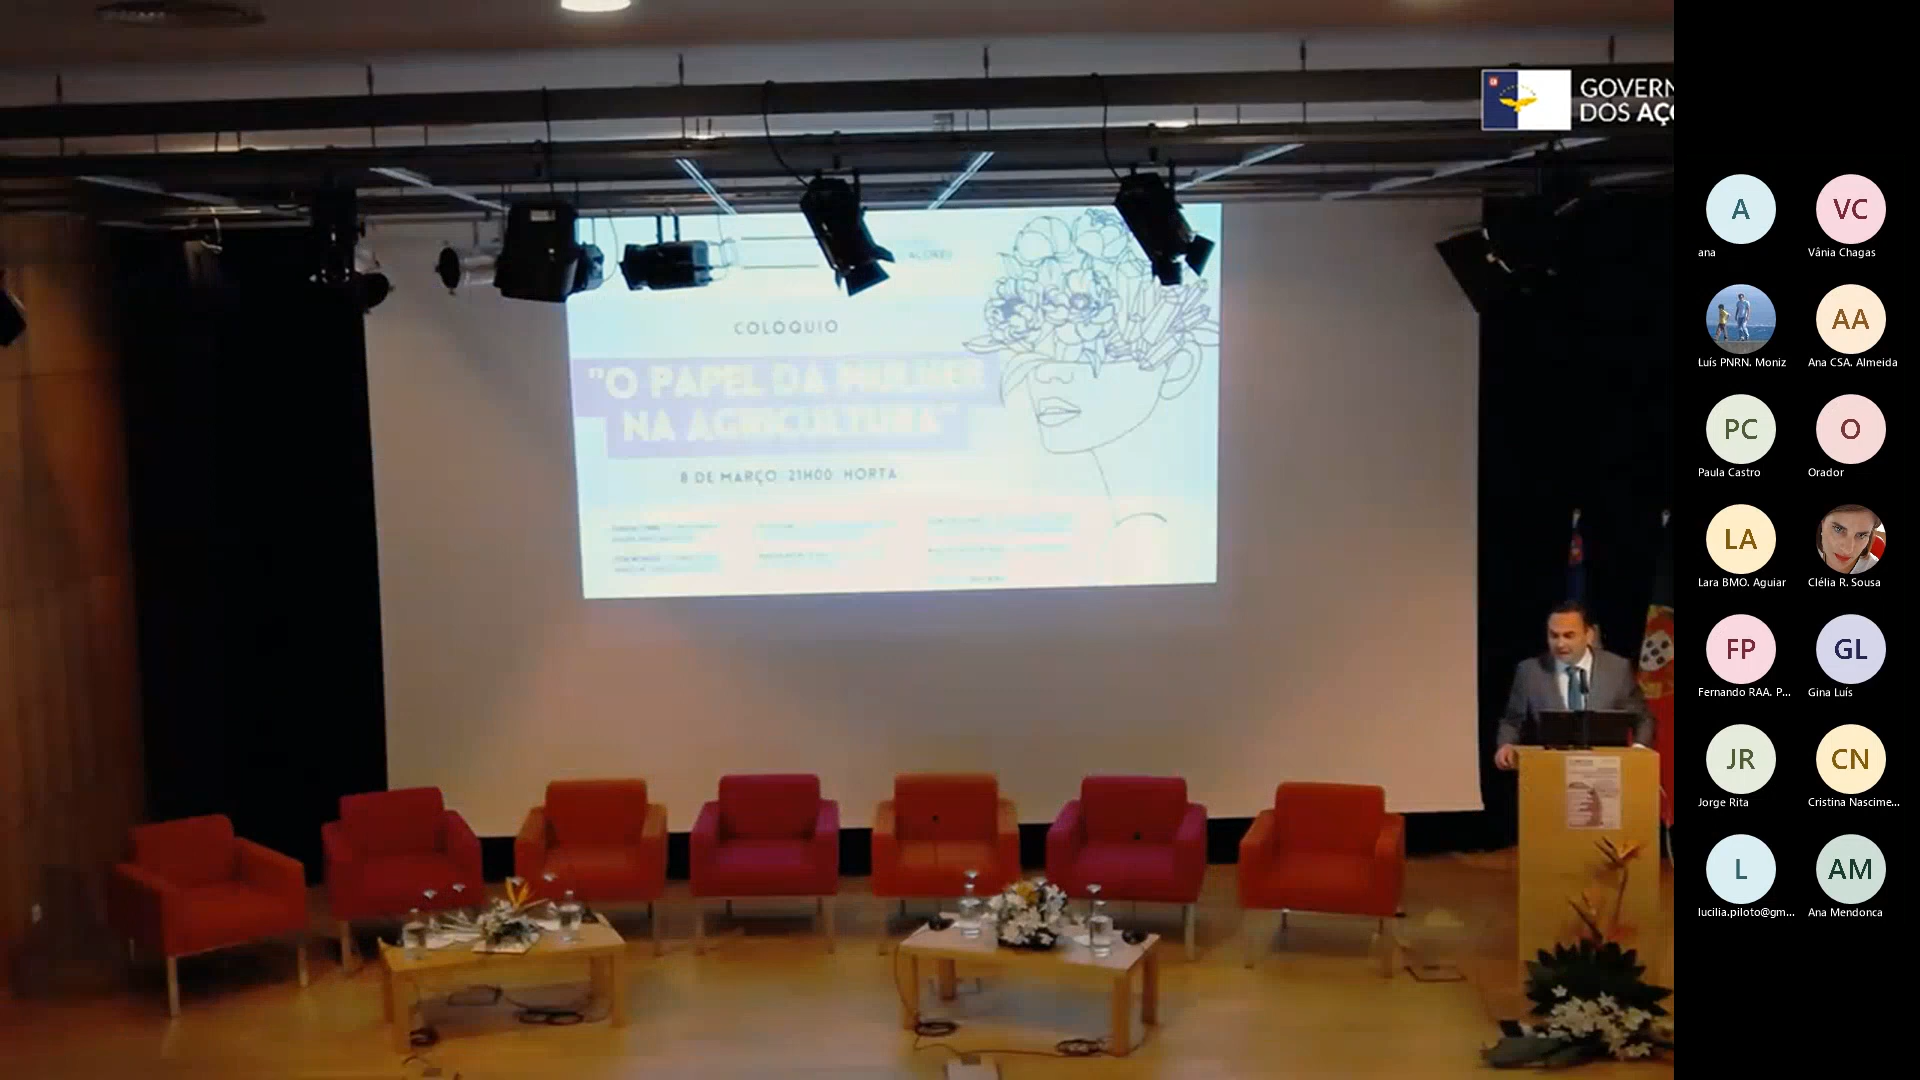 GOVERN
DOS AÇO
COLÓQUIO
"O PAPEL DA MULHER
NA AGRICULTURA"
8 DE MARÇO 21H00 HORTA
A
ana
VC
Vânia Chagas
Luís PNRN. Moniz
AA
Ana CSA. Almeida
PC
Paula Castro
O
Orador
LA
Lara BMO. Aguiar
Clélia R. Sousa
FP
Fernando RAA. P...
GL
Gina Luís
JR
Jorge Rita
CN
Cristina Nascime...
L
lucilia.piloto@gm...
AM
Ana Mendonca